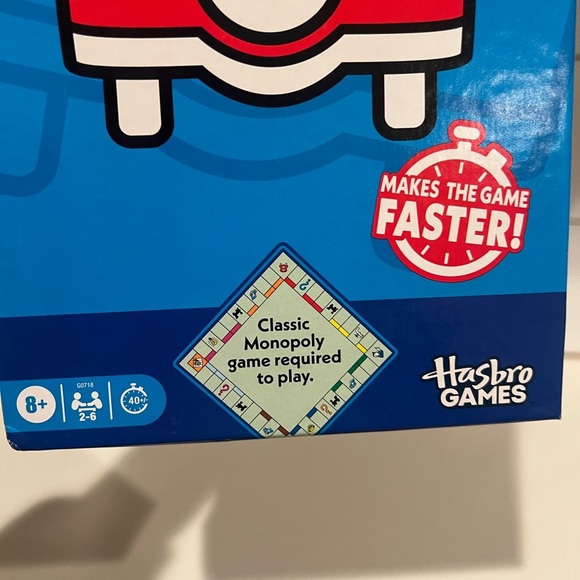 MAKES THE GAME
FASTER!
Classic
Monopoly
game required
to play.
8+
G0718
2-6
40+/-
Hasbro
GAMES